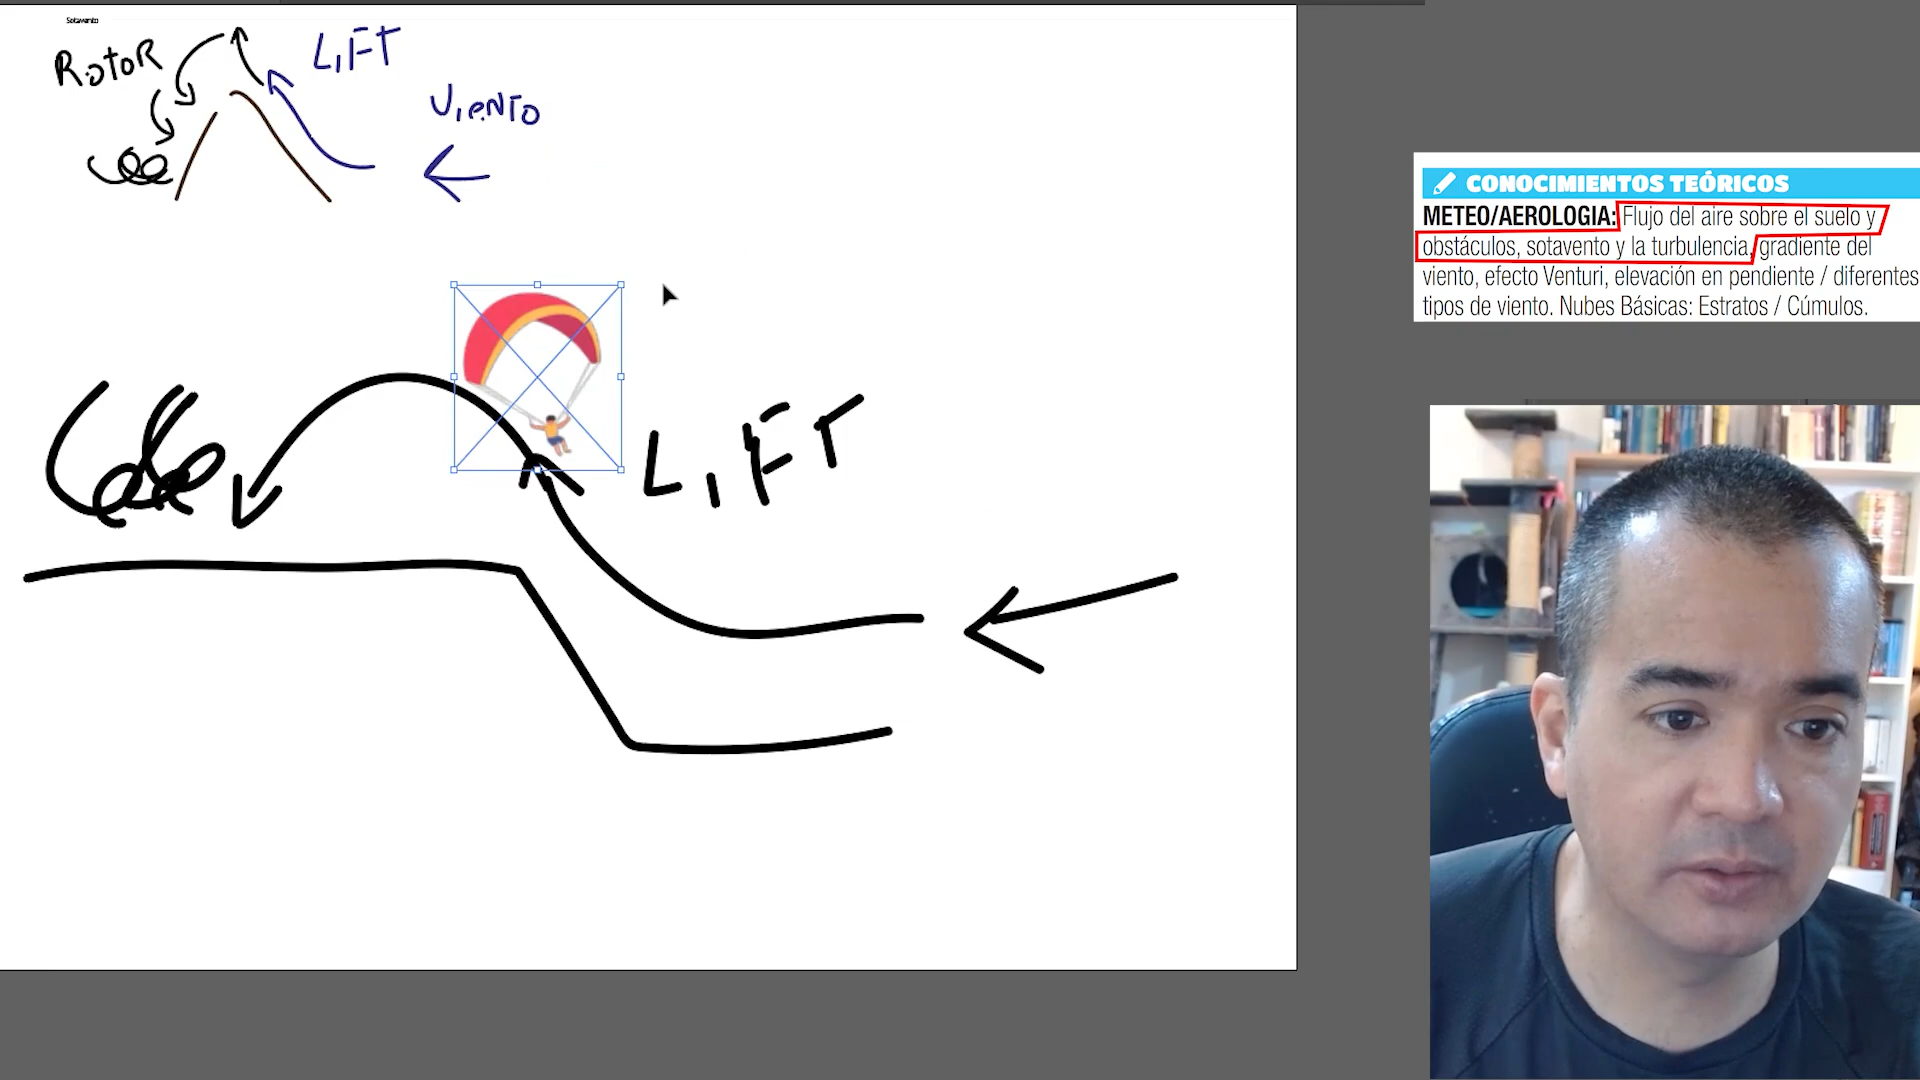 Sotavento
ROTOR
LIFT
VIENTO
LIFT
CONOCIMIENTOS TEÓRICOS
METEO/AEROLOGIA: Flujo del aire sobre el suelo y
obstáculos, sotavento y la turbulencia, gradiente del
viento, efecto Venturi, elevación en pendiente / diferentes
tipos de viento. Nubes Básicas: Estratos / Cúmulos.